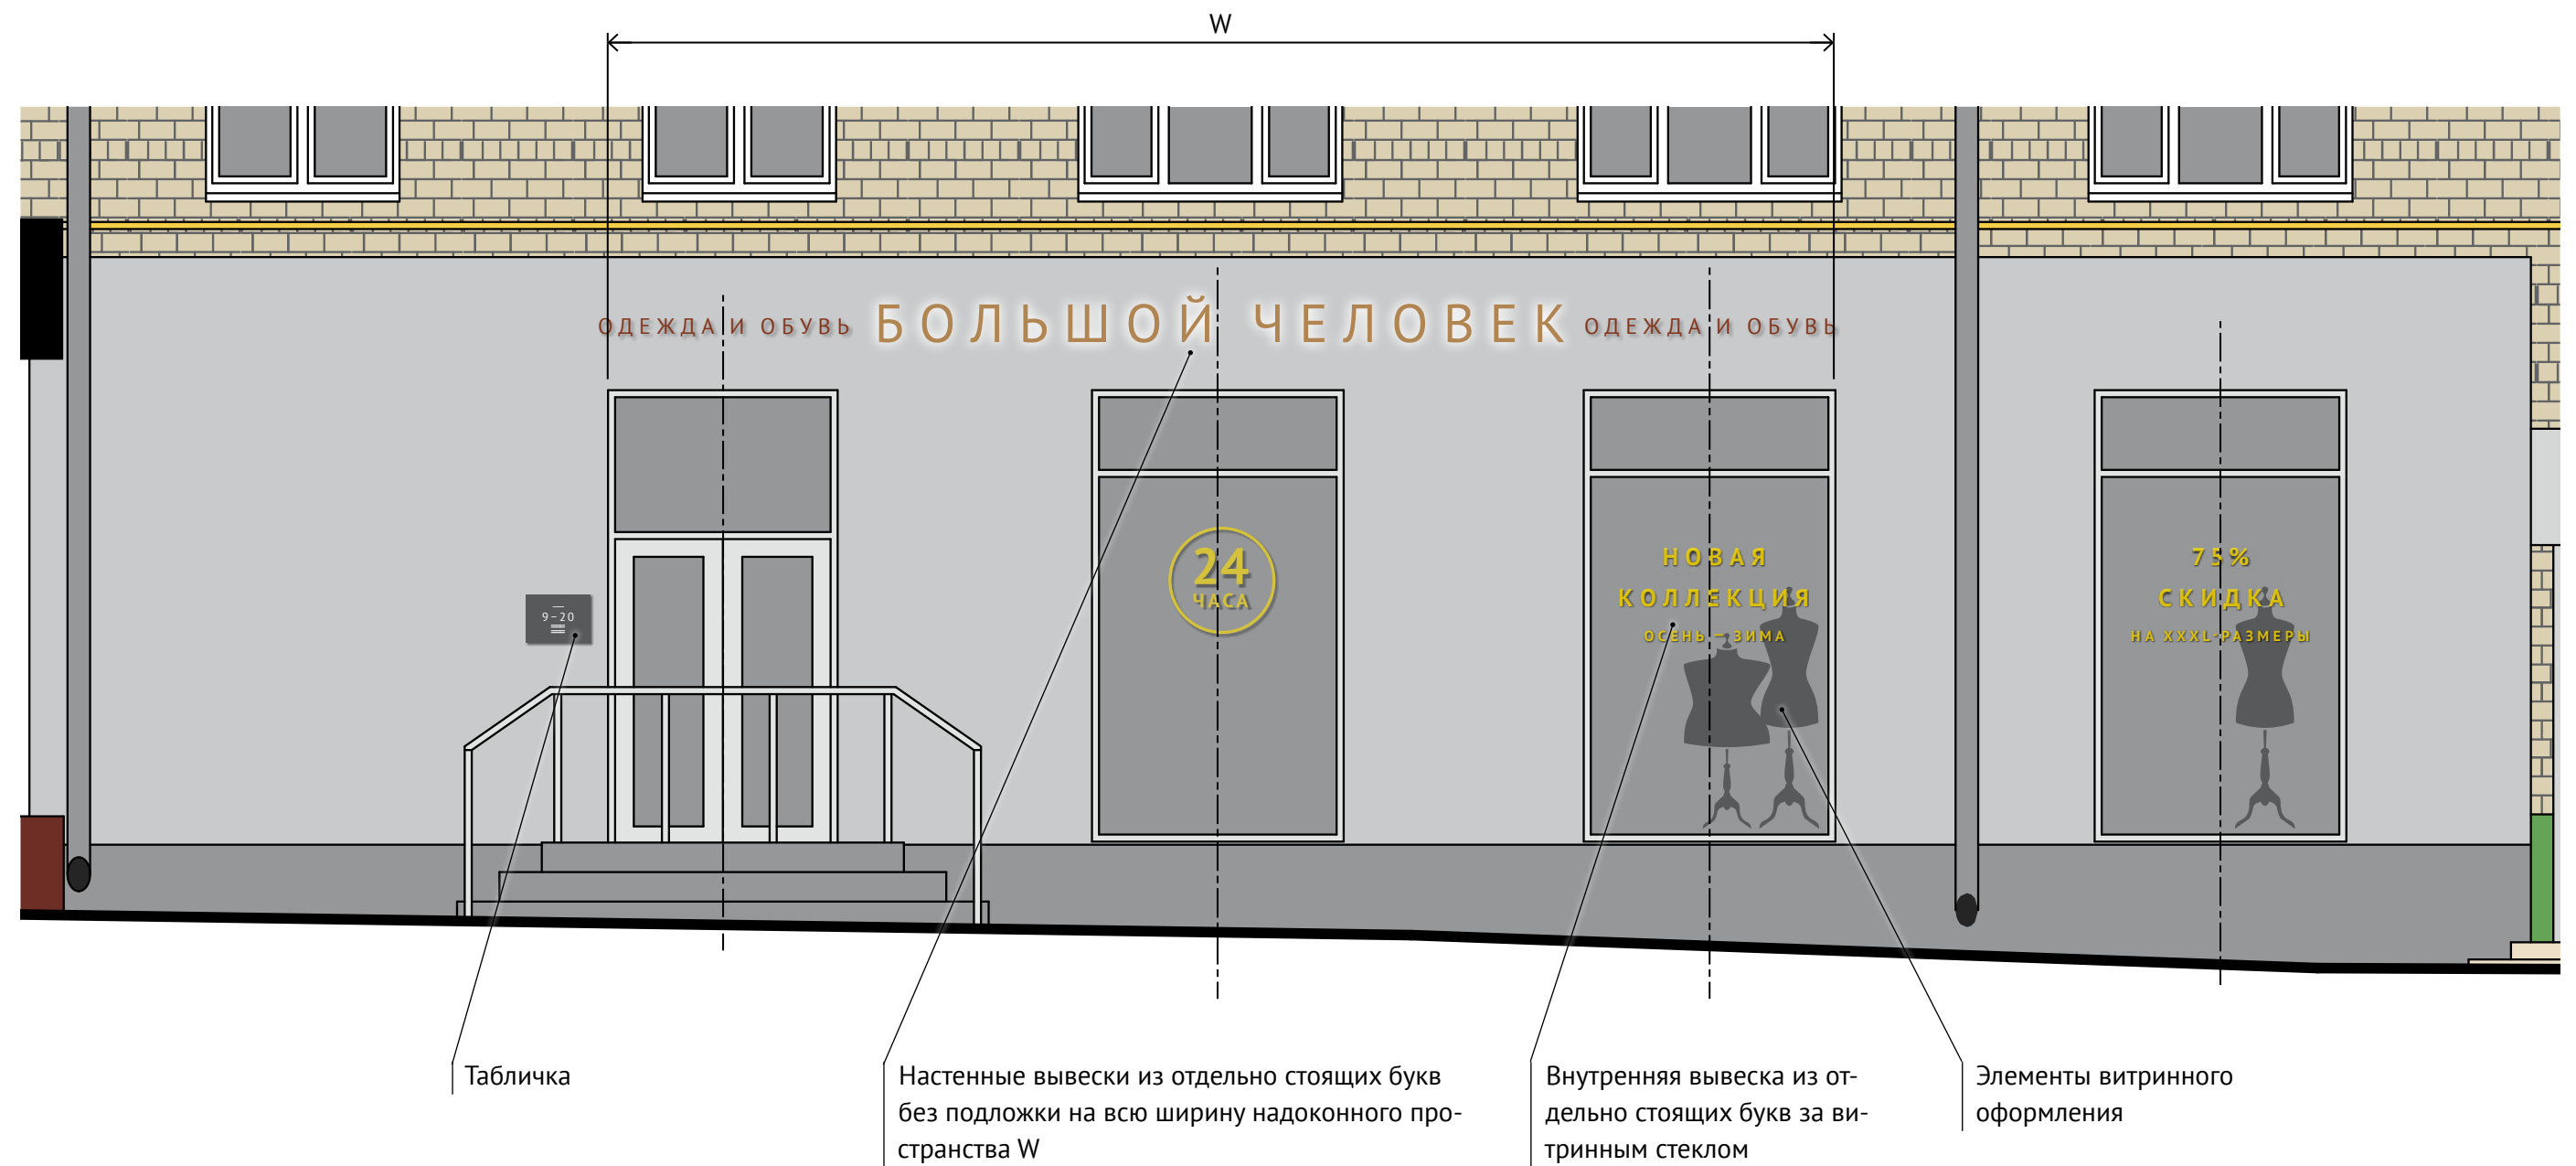 W
ОДЕЖДА И ОБУВЬ БОЛЬШОЙ ЧЕЛОВЕК ОДЕЖДА И ОБУВЬ
9–20
24
ЧАСА
НОВАЯ
КОЛЛЕКЦИЯ
ОСЕНЬ – ЗИМА
75%
СКИДКА
НА XXXL-РАЗМЕРЫ
Табличка
Настенные вывески из отдельно стоящих букв
без подложки на всю ширину надоконного про-
странства W
Внутренняя вывеска из от-
дельно стоящих букв за ви-
тринным стеклом
Элементы витринного
оформления